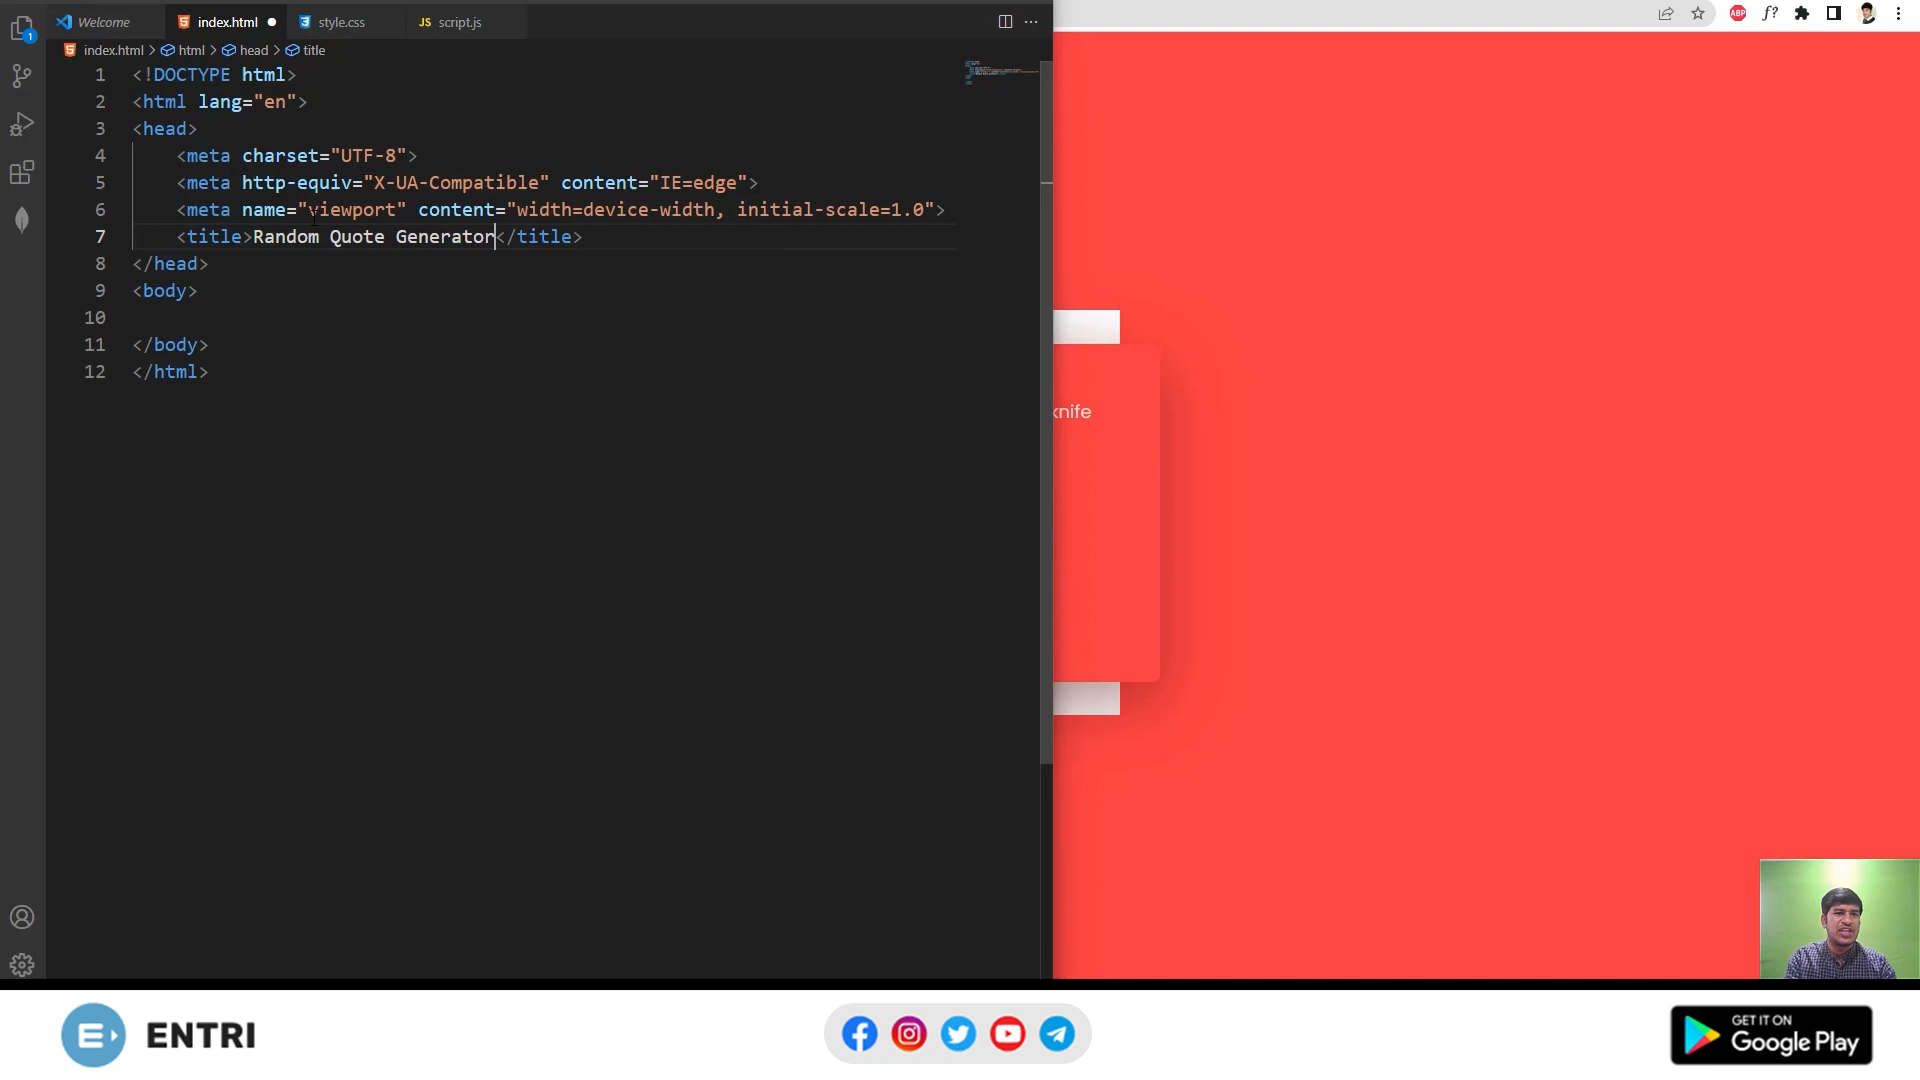 Welcome
index.html
style.css
JS script.js
index.html > html > head > title
1 <!DOCTYPE html>
2 <html lang="en">
3 <head>
4 <meta charset="UTF-8">
5 <meta http-equiv="X-UA-Compatible" content="IE=edge">
6 <meta name="viewport" content="width=device-width, initial-scale=1.0">
7 <title>Random Quote Generator</title>
8 </head>
9 <body>
10
11 </body>
12 </html>
1
ABP
f?
knife
ENTRI
GET IT ON
Google Play